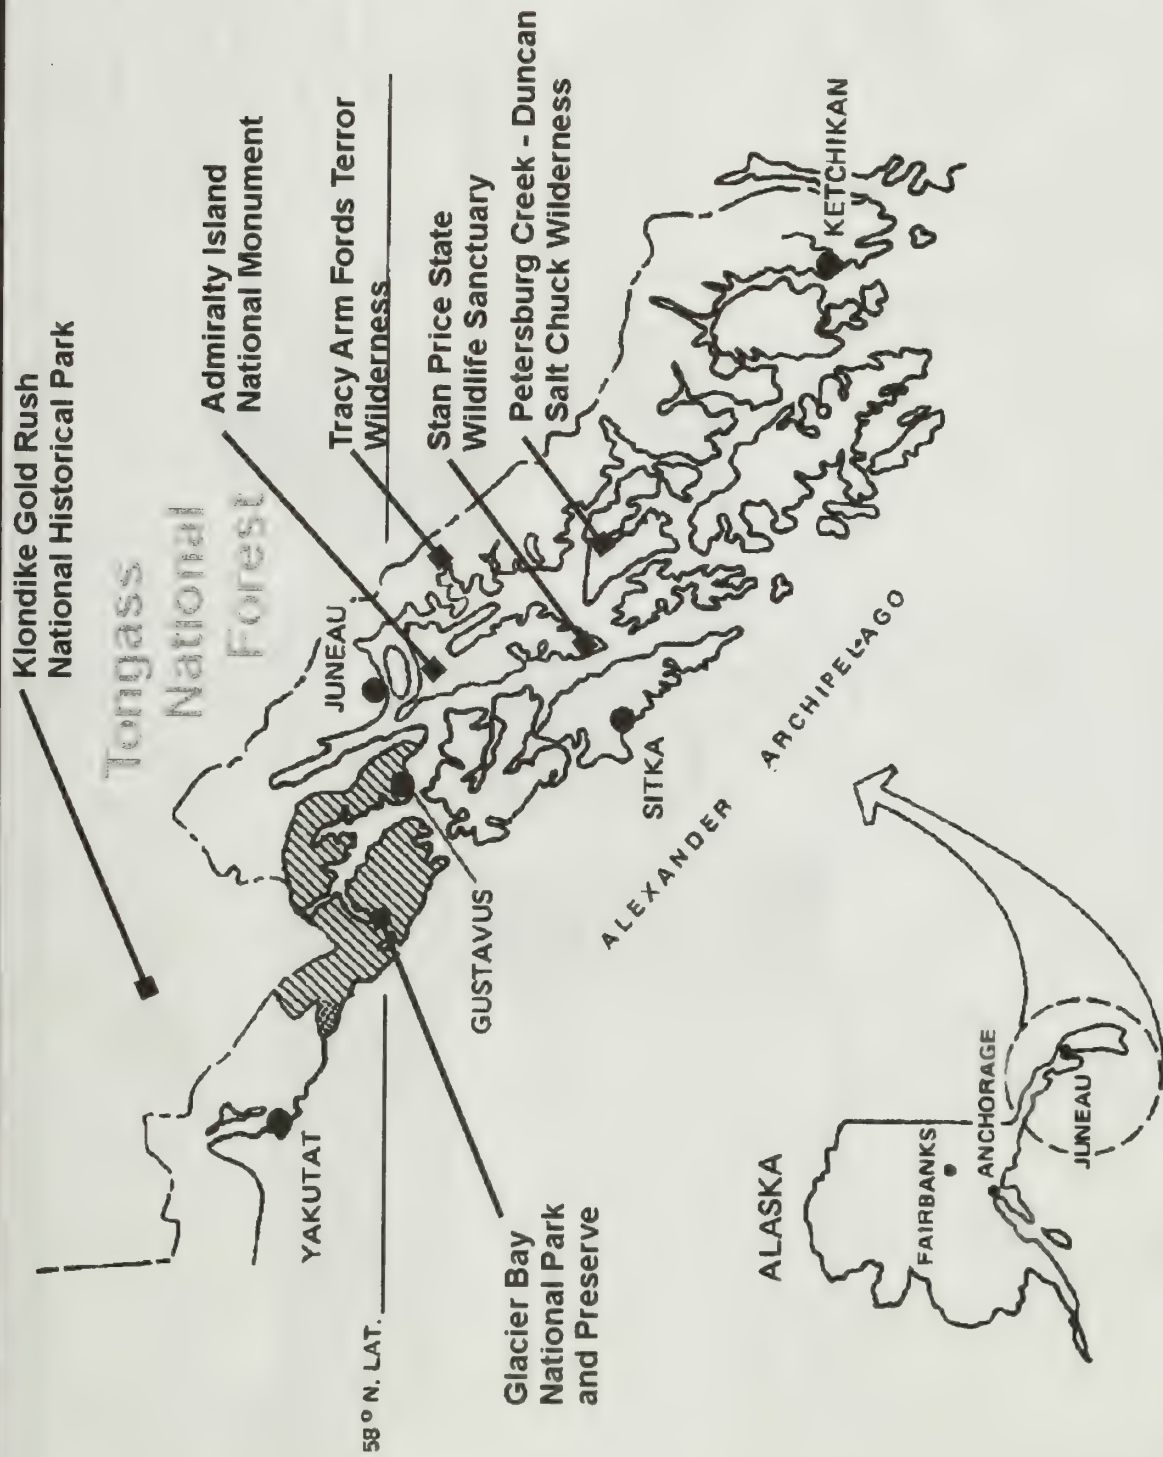 Klondike Gold Rush
National Historical Park
Tongass
National
Forest
Admiralty Island
National Monument
JUNEAU
Tracy Arm Fords Terror
Wilderness
Stan Price State
Wildlife Sanctuary
Petersburg Creek - Duncan
Salt Chuck Wilderness
KETCHIKAN
YAKUTAT
GUSTAVUS
SITKA
58° N. LAT.
Glacier Bay
National Park
and Preserve
ALEXANDER ARCHIPELAGO
ALASKA
FAIRBANKS
ANCHORAGE
JUNEAU